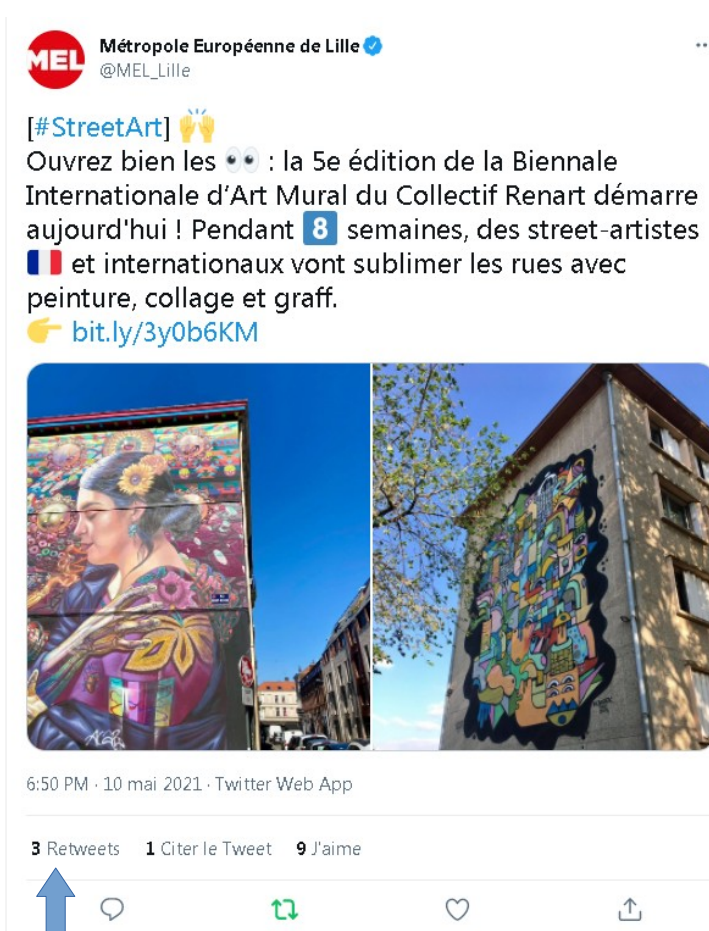 MEL
Métropole Européenne de Lille
@MEL_Lille
[#StreetArt] 🙌
Ouvrez bien les 👀 : la 5e édition de la Biennale
Internationale d'Art Mural du Collectif Renart démarre
aujourd'hui ! Pendant 8️⃣ semaines, des street-artistes
🇫🇷 et internationaux vont sublimer les rues avec
peinture, collage et graff.
👉 bit.ly/3y0b6KM
6:50 PM · 10 mai 2021 · Twitter Web App
3 Retweets 1 Citer le Tweet 9 J'aime